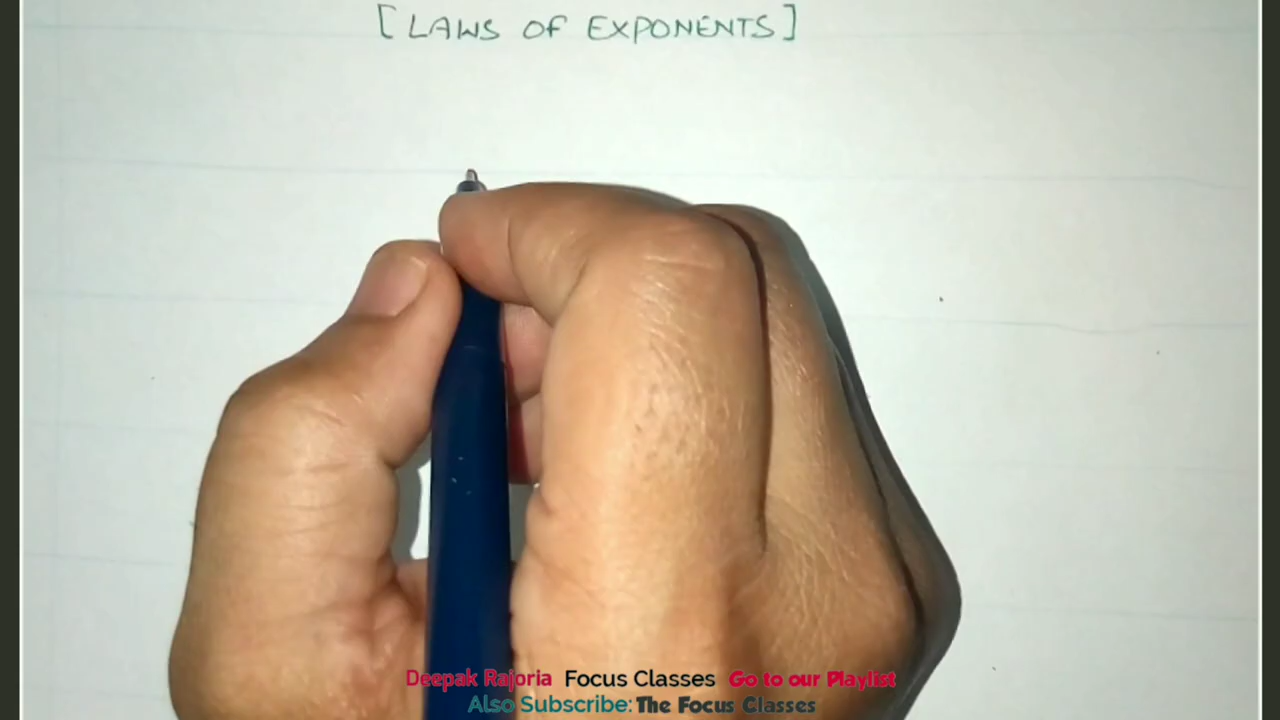 [LAWS OF EXPONENTS]
Deepak Rajoria Focus Classes Go to our Playlist
Also Subscribe: The Focus Classes